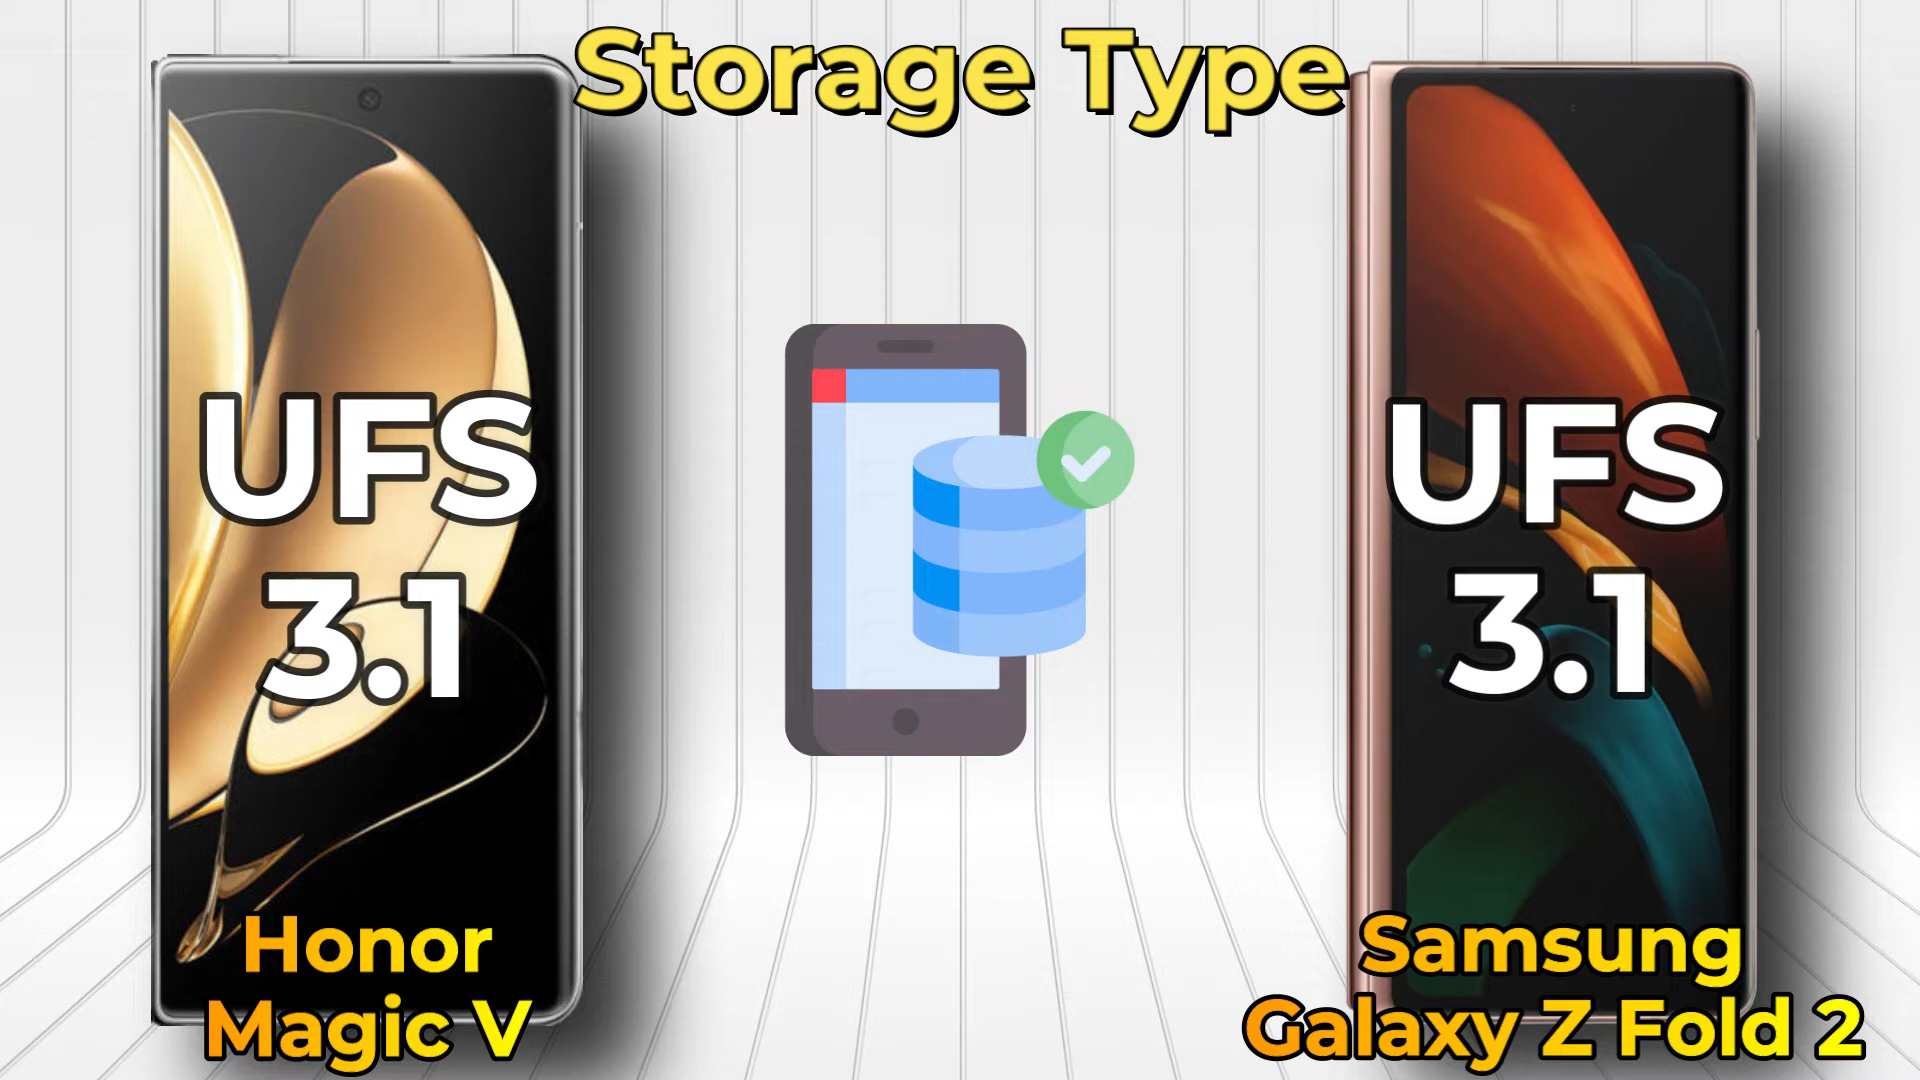 Storage Type
UFS
3.1
Honor
Magic V
UFS
3.1
Samsung
Galaxy Z Fold 2